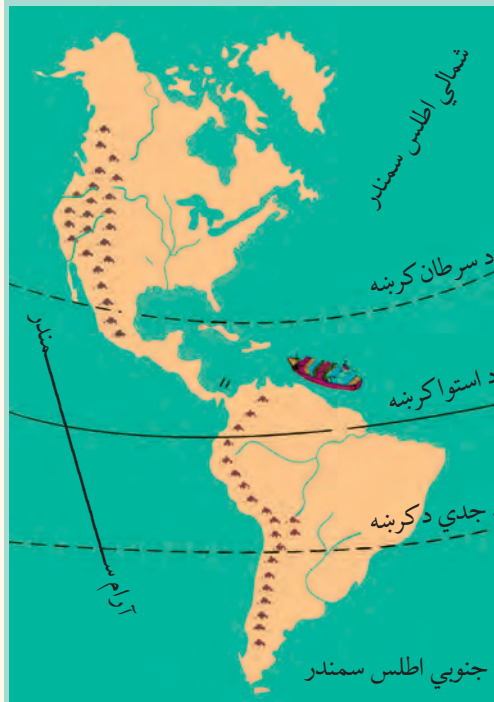 شمالي اطلس سمندر
د سرطان کرښه
د استوا کرښه
د جدي د کرښه
آرام سمندر
جنوبي اطلس سمندر